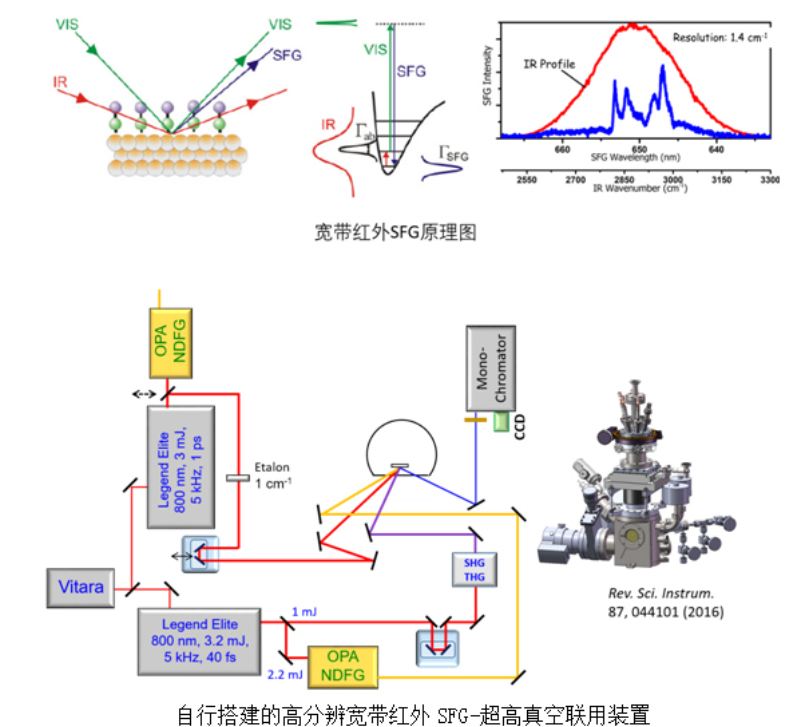 VIS
VIS
SFG
IR
VIS
SFG
IR
Γab
ΓSFG
SFG Intensity
IR Profile
Resolution: 1.4 cm-1
660
650
640
SFG Wavelength (nm)
2550
2700
2850
3000
3150
3300
IR Wavenumber (cm-1)
宽带红外SFG原理图
OPA
NDFG
Legend Elite
800 nm, 3 mJ,
5 kHz, 1 ps
Etalon
1 cm-1
Mono-
Chromator
CCD
Vitara
SHG
THG
Legend Elite
800 nm, 3.2 mJ,
5 kHz, 40 fs
1 mJ
2.2 mJ
OPA
NDFG
Rev. Sci. Instrum.
87, 044101 (2016)
自行搭建的高分辨宽带红外 SFG-超高真空联用装置